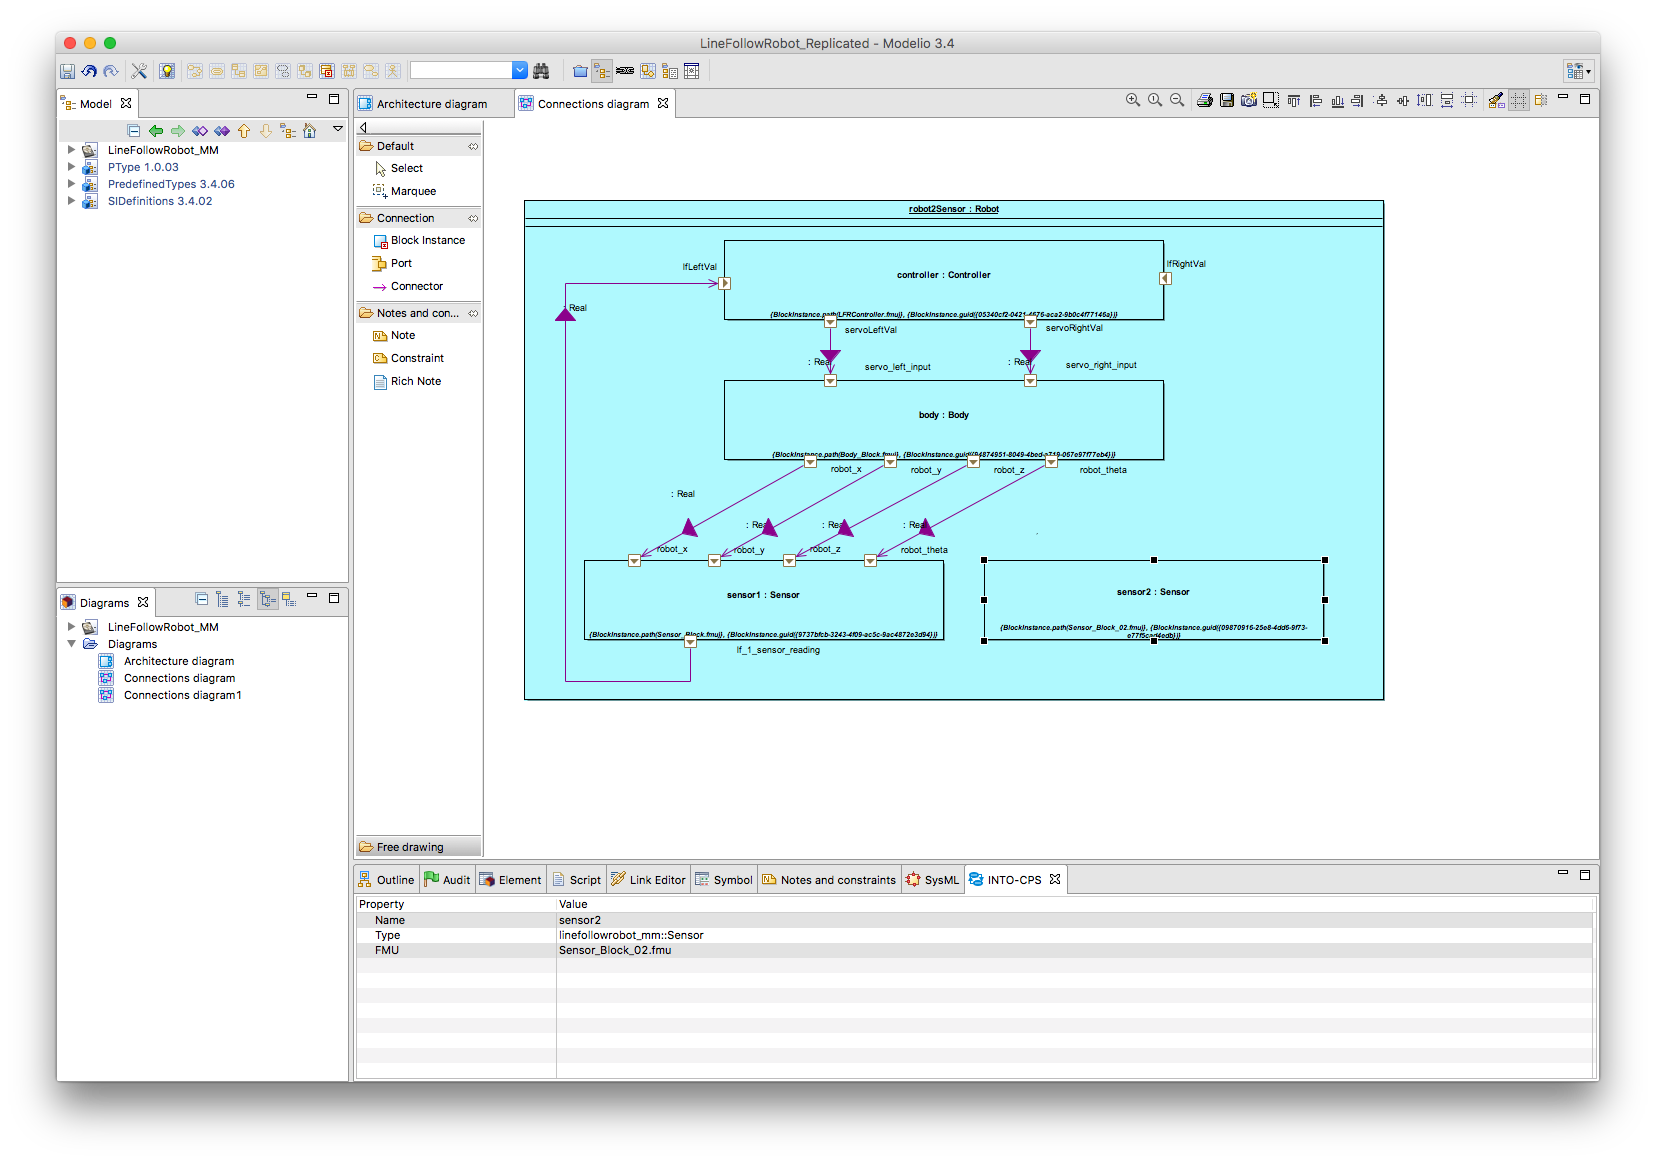 LineFollowRobot_Replicated - Modelio 3.4
Model
Architecture diagram
Connections diagram
LineFollowRobot_MM
PType 1.0.03
PredefinedTypes 3.4.06
SIDefinitions 3.4.02
Default
Select
Marquee
Connection
Block Instance
Port
Connector
Notes and con...
Note
Constraint
Rich Note
Free drawing
robot2Sensor : Robot
lfLeftVal
lfRightVal
controller : Controller
: Real
{BlockInstance.path(LFRController.fmu)}, {BlockInstance.guid({05340cf2-0421-4676-aca2-9b0c4f77146a})}
servoLeftVal
servoRightVal
: Real
servo_left_input
: Real
servo_right_input
body : Body
{BlockInstance.path(Body_Block.fmu)}, {BlockInstance.guid({94874951-8049-4bed-a719-067e97f77eb4})}
robot_x
robot_y
robot_z
robot_theta
: Real
: Real
: Real
: Real
robot_x
robot_y
robot_z
robot_theta
sensor1 : Sensor
{BlockInstance.path(Sensor_Block.fmu)}, {BlockInstance.guid({9737bfcb-3243-4f09-ac5c-9ac4872e3d94})}
lf_1_sensor_reading
sensor2 : Sensor
{BlockInstance.path(Sensor_Block_02.fmu)}, {BlockInstance.guid({09870916-25e8-4dd6-9f73-
e77f5cad4edb})}
Diagrams
LineFollowRobot_MM
Diagrams
Architecture diagram
Connections diagram
Connections diagram1
Outline
Audit
Element
Script
Link Editor
Symbol
Notes and constraints
SysML
INTO-CPS
Property Value
Name sensor2
Type linefollowrobot_mm::Sensor
FMU Sensor_Block_02.fmu